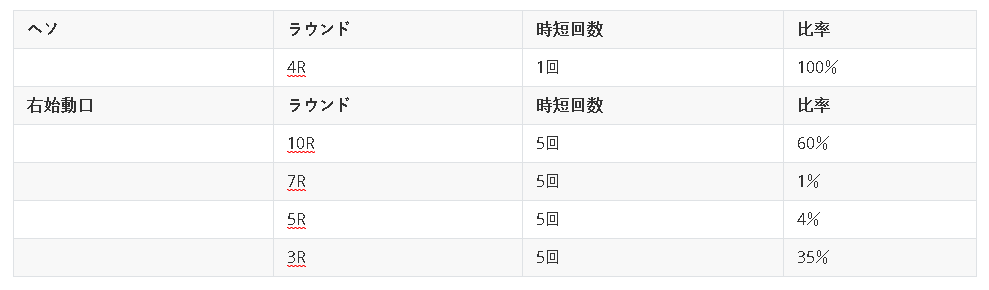 ヘソ ラウンド 時短回数 比率
4R 1回 100%
右始動口 ラウンド 時短回数 比率
10R 5回 60%
7R 5回 1%
5R 5回 4%
3R 5回 35%